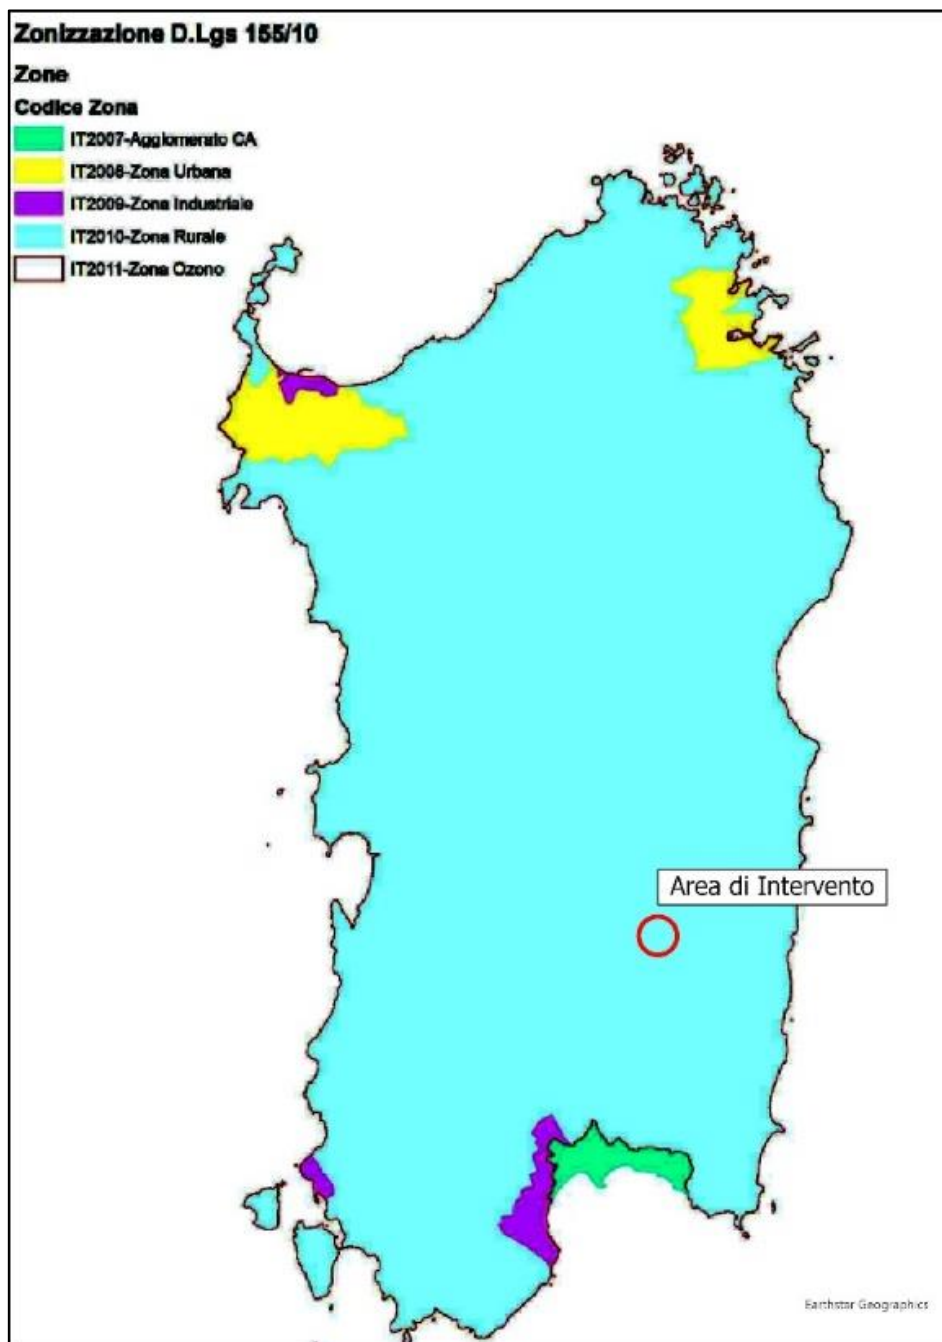 Zonizzazione D.Lgs 155/10
Zone
Codice Zona
IT2007-Agglomerato CA
IT2008-Zona Urbana
IT2009-Zona Industriale
IT2010-Zona Rurale
IT2011-Zona Ozono
Area di Intervento
Earthstar Geographics